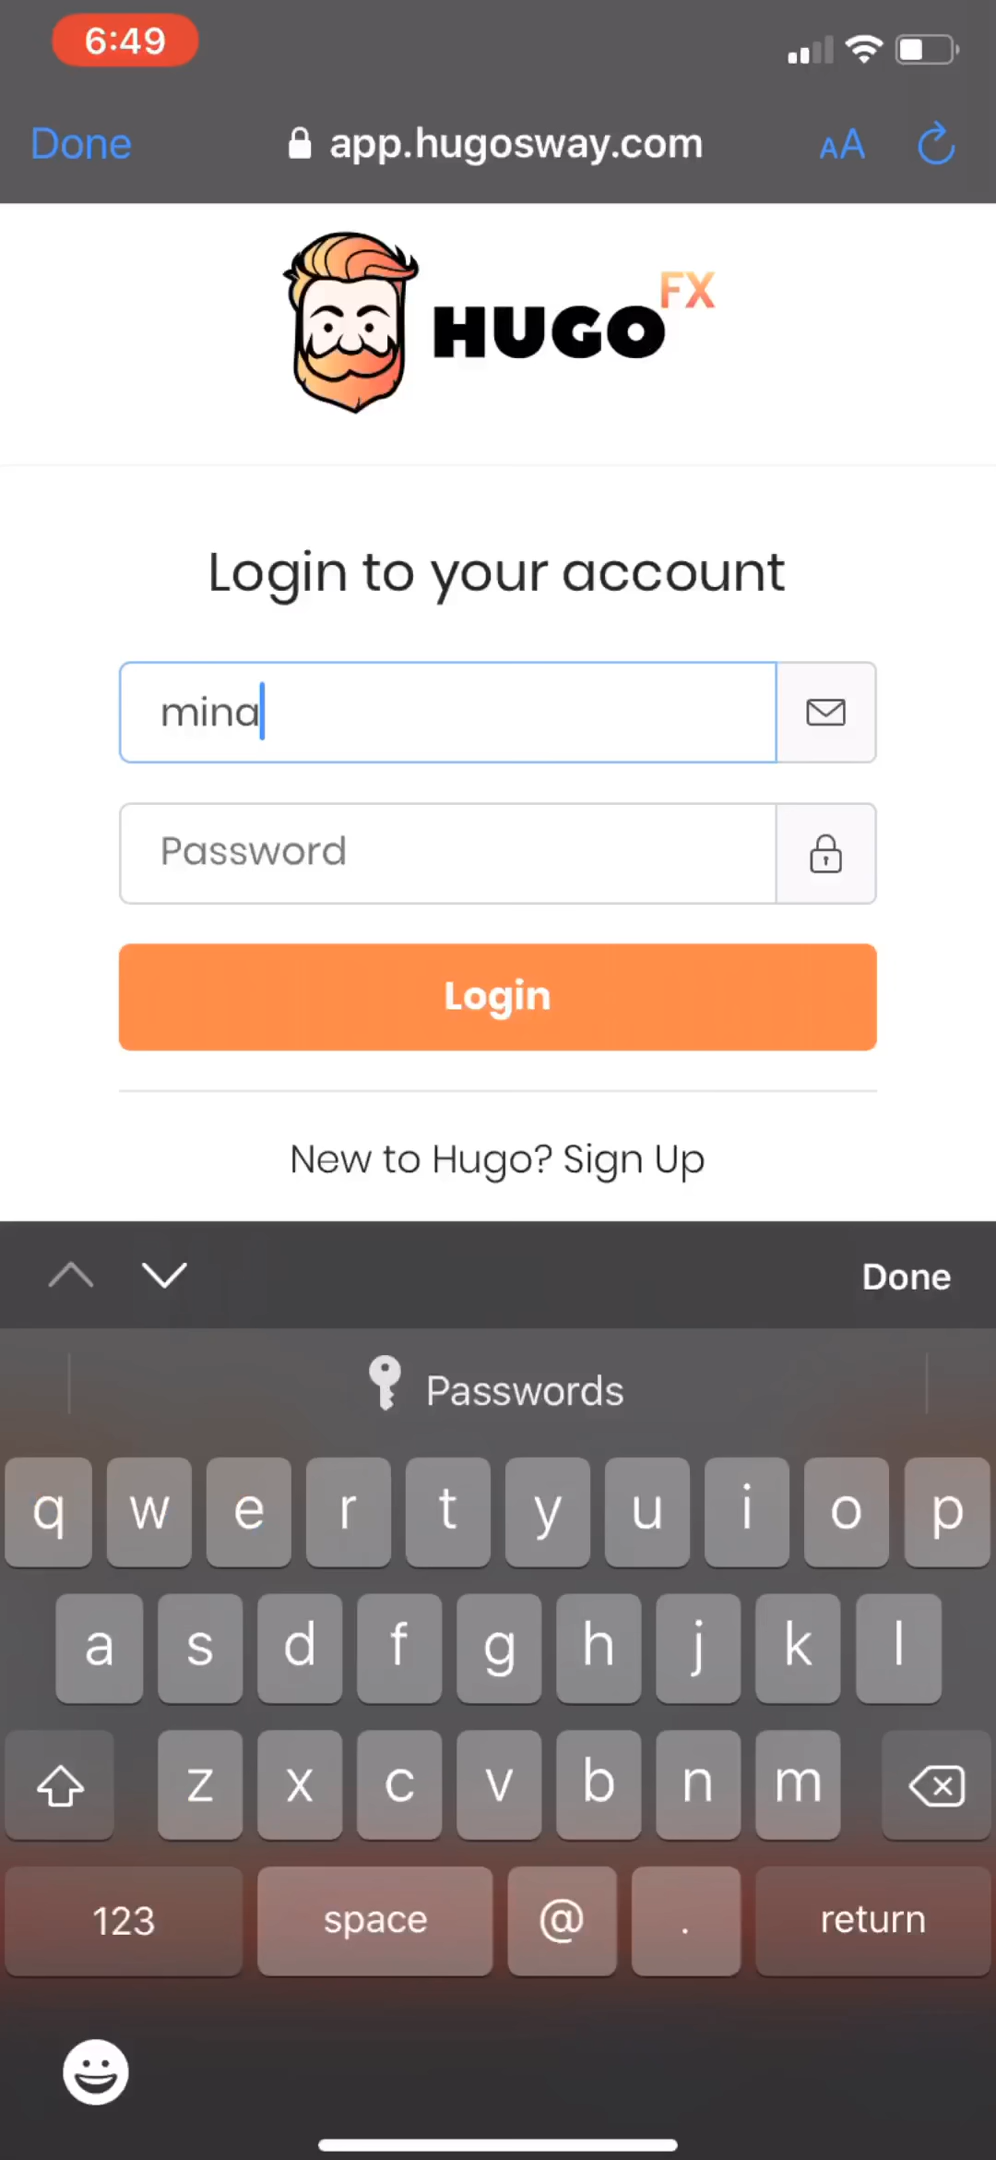 6:49
Done app.hugosway.com AA
HUGO FX
Login to your account
mina
Password
Login
New to Hugo? Sign Up
Done
Passwords
q w e r t y u i o p
a s d f g h j k l
z x c v b n m
123 space @ . return